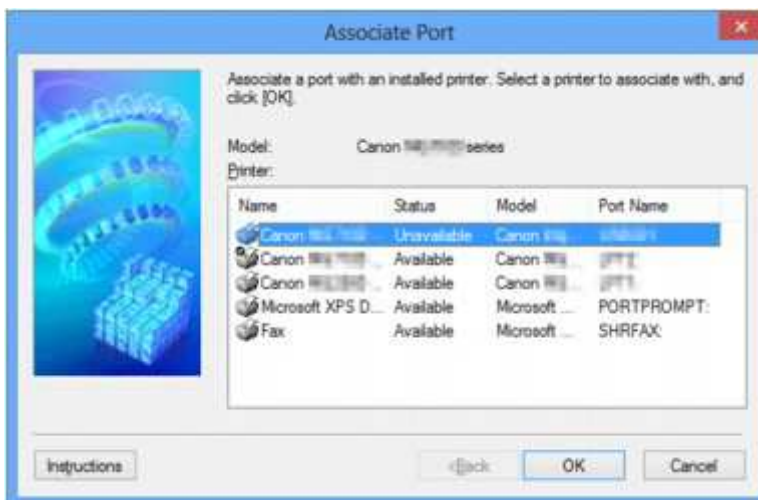 Associate Port
Associate a port with an installed printer. Select a printer to associate with, and
click [OK].
Model: Canon series
Printer:
Name Status Model Port Name
Canon Unavailable Canon
Canon ... Available Canon ...
Canon ... Available Canon ...
Microsoft XPS D... Available Microsoft ... PORTPROMPT:
Fax Available Microsoft ... SHRFAX:
Instructions <Back OK Cancel